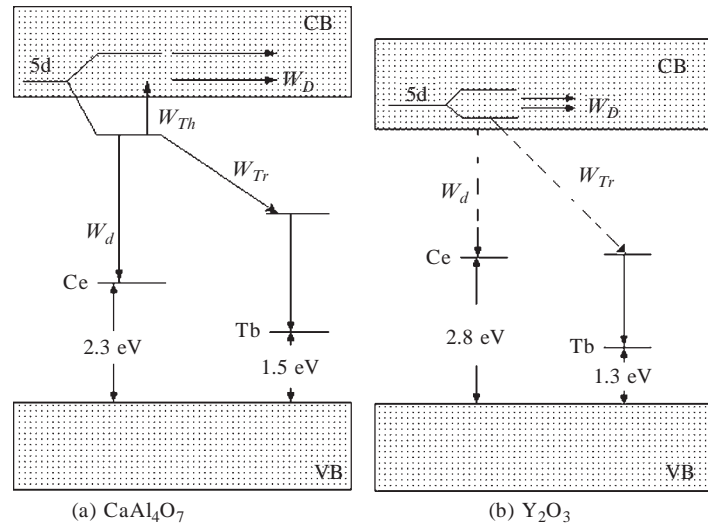 CB
5d
W_D
W_Th
W_Tr
W_d
Ce
2.3 eV
Tb
1.5 eV
VB
(a) CaAl₄O₇
CB
5d
W_D
W_Tr
W_d
Ce
2.8 eV
Tb
1.3 eV
VB
(b) Y₂O₃